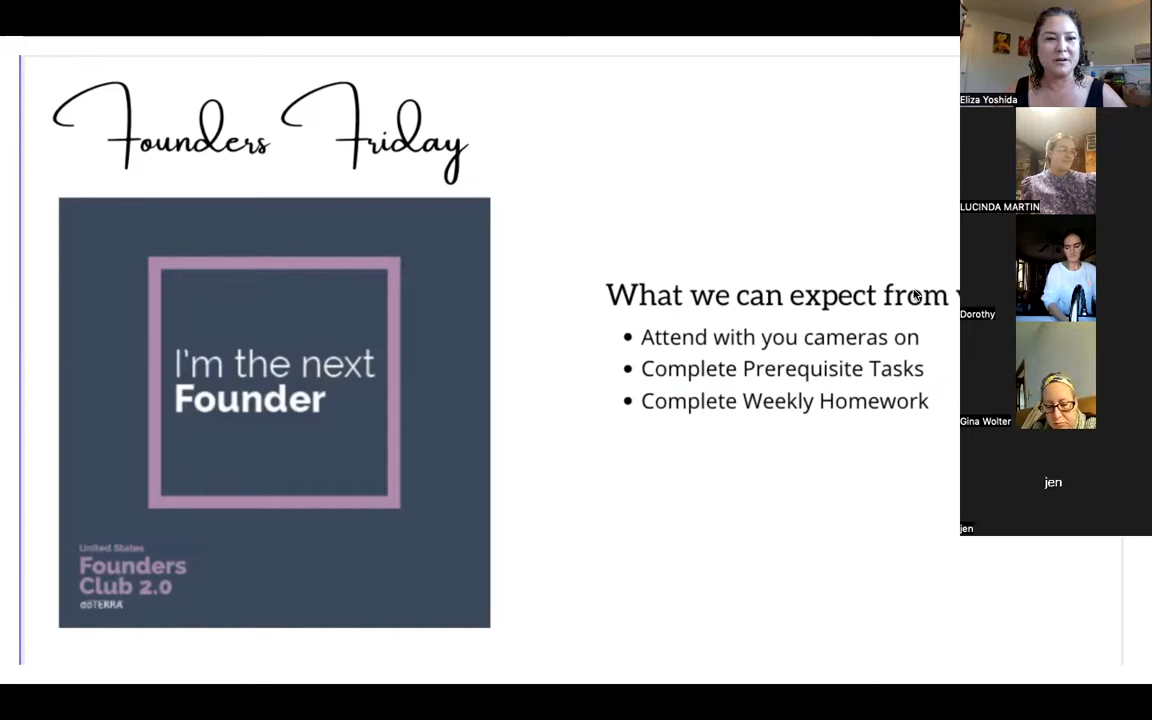 Founders Friday
I'm the next
Founder
United States
Founders
Club 2.0
dōTERRA
What we can expect from
Attend with you cameras on
Complete Prerequisite Tasks
Complete Weekly Homework
Eliza Yoshida
LUCINDA MARTIN
Dorothy
Gina Wolter
jen
jen